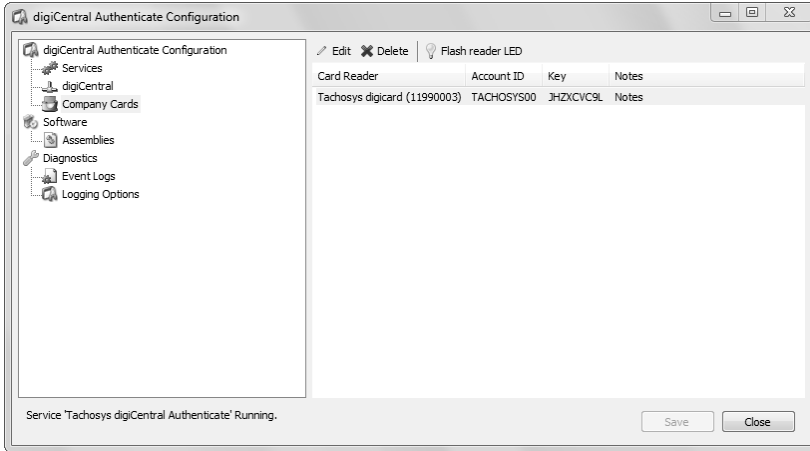 digiCentral Authenticate Configuration
digiCentral Authenticate Configuration
Services
digiCentral
Company Cards
Software
Assemblies
Diagnostics
Event Logs
Logging Options
Edit Delete Flash reader LED
Card Reader Account ID Key Notes
Tachosys digicard (11990003) TACHOSYS00 JHZXCVC9L Notes
Service 'Tachosys digiCentral Authenticate' Running.
Save Close